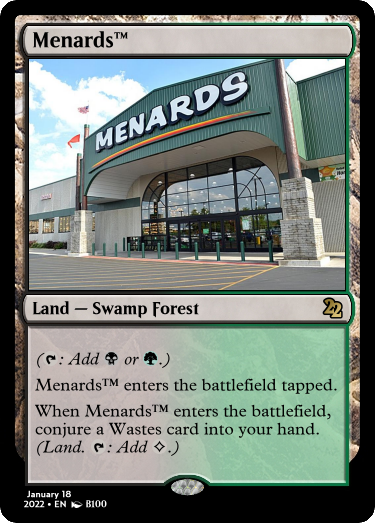 Menards™
MENARDS
Land — Swamp Forest
22
(: Add or .)
Menards™ enters the battlefield tapped.
When Menards™ enters the battlefield,
conjure a Wastes card into your hand.
(Land. : Add .)
January 18
2022 • EN B100